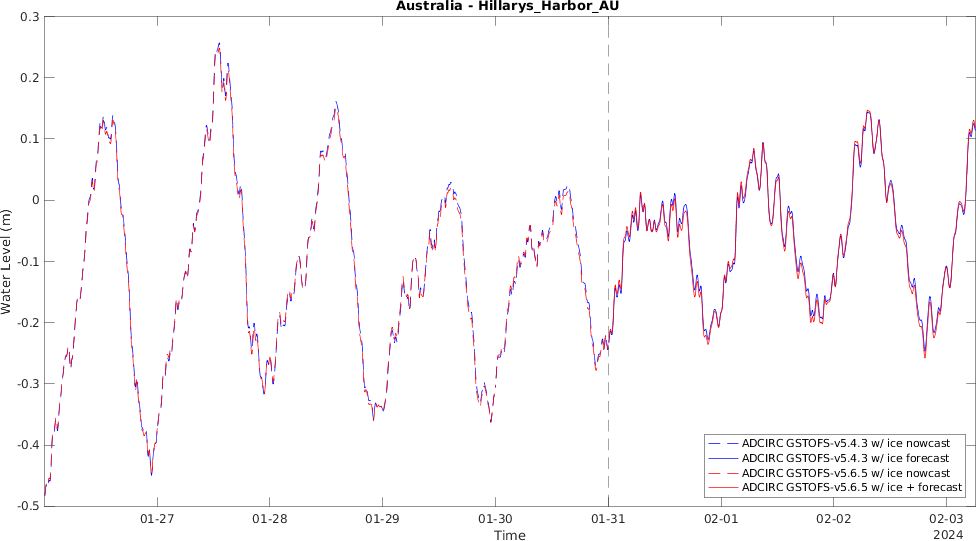 Australia - Hillarys_Harbor_AU
0.3
0.2
0.1
0
-0.1
-0.2
-0.3
-0.4
-0.5
Water Level (m)
01-27 01-28 01-29 01-30 01-31 02-01 02-02 02-03
2024
Time
ADCIRC GSTOFS-v5.4.3 w/ ice nowcast
ADCIRC GSTOFS-v5.4.3 w/ ice forecast
ADCIRC GSTOFS-v5.6.5 w/ ice nowcast
ADCIRC GSTOFS-v5.6.5 w/ ice + forecast